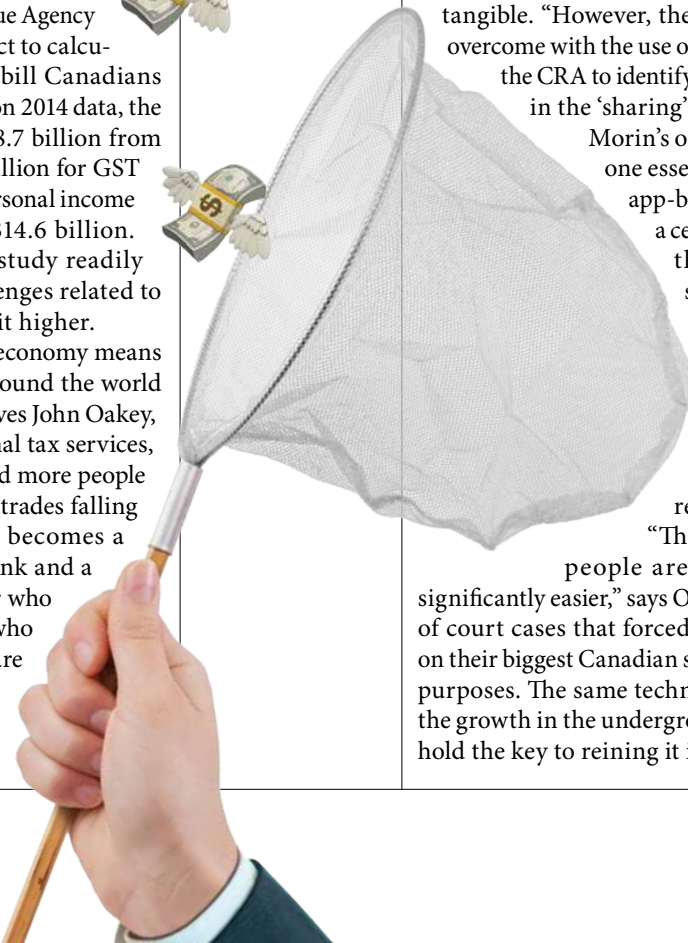 ue Agency
ct to calcu-
bill Canadians
on 2014 data, the
8.7 billion from
illion for GST
rsonal income
$14.6 billion.
study readily
enges related to
it higher.
economy means
ound the world
ves John Oakey,
nal tax services,
d more people
trades falling
becomes a
nk and a
who
who
are
$
tangible. “However, the
overcome with the use o
the CRA to identify
in the ‘sharing’
Morin’s o
one esse
app-b
a ce
th
s
re
“Th
people are
significantly easier,” says O
of court cases that forced
on their biggest Canadian s
purposes. The same techn
the growth in the undergro
hold the key to reining it i